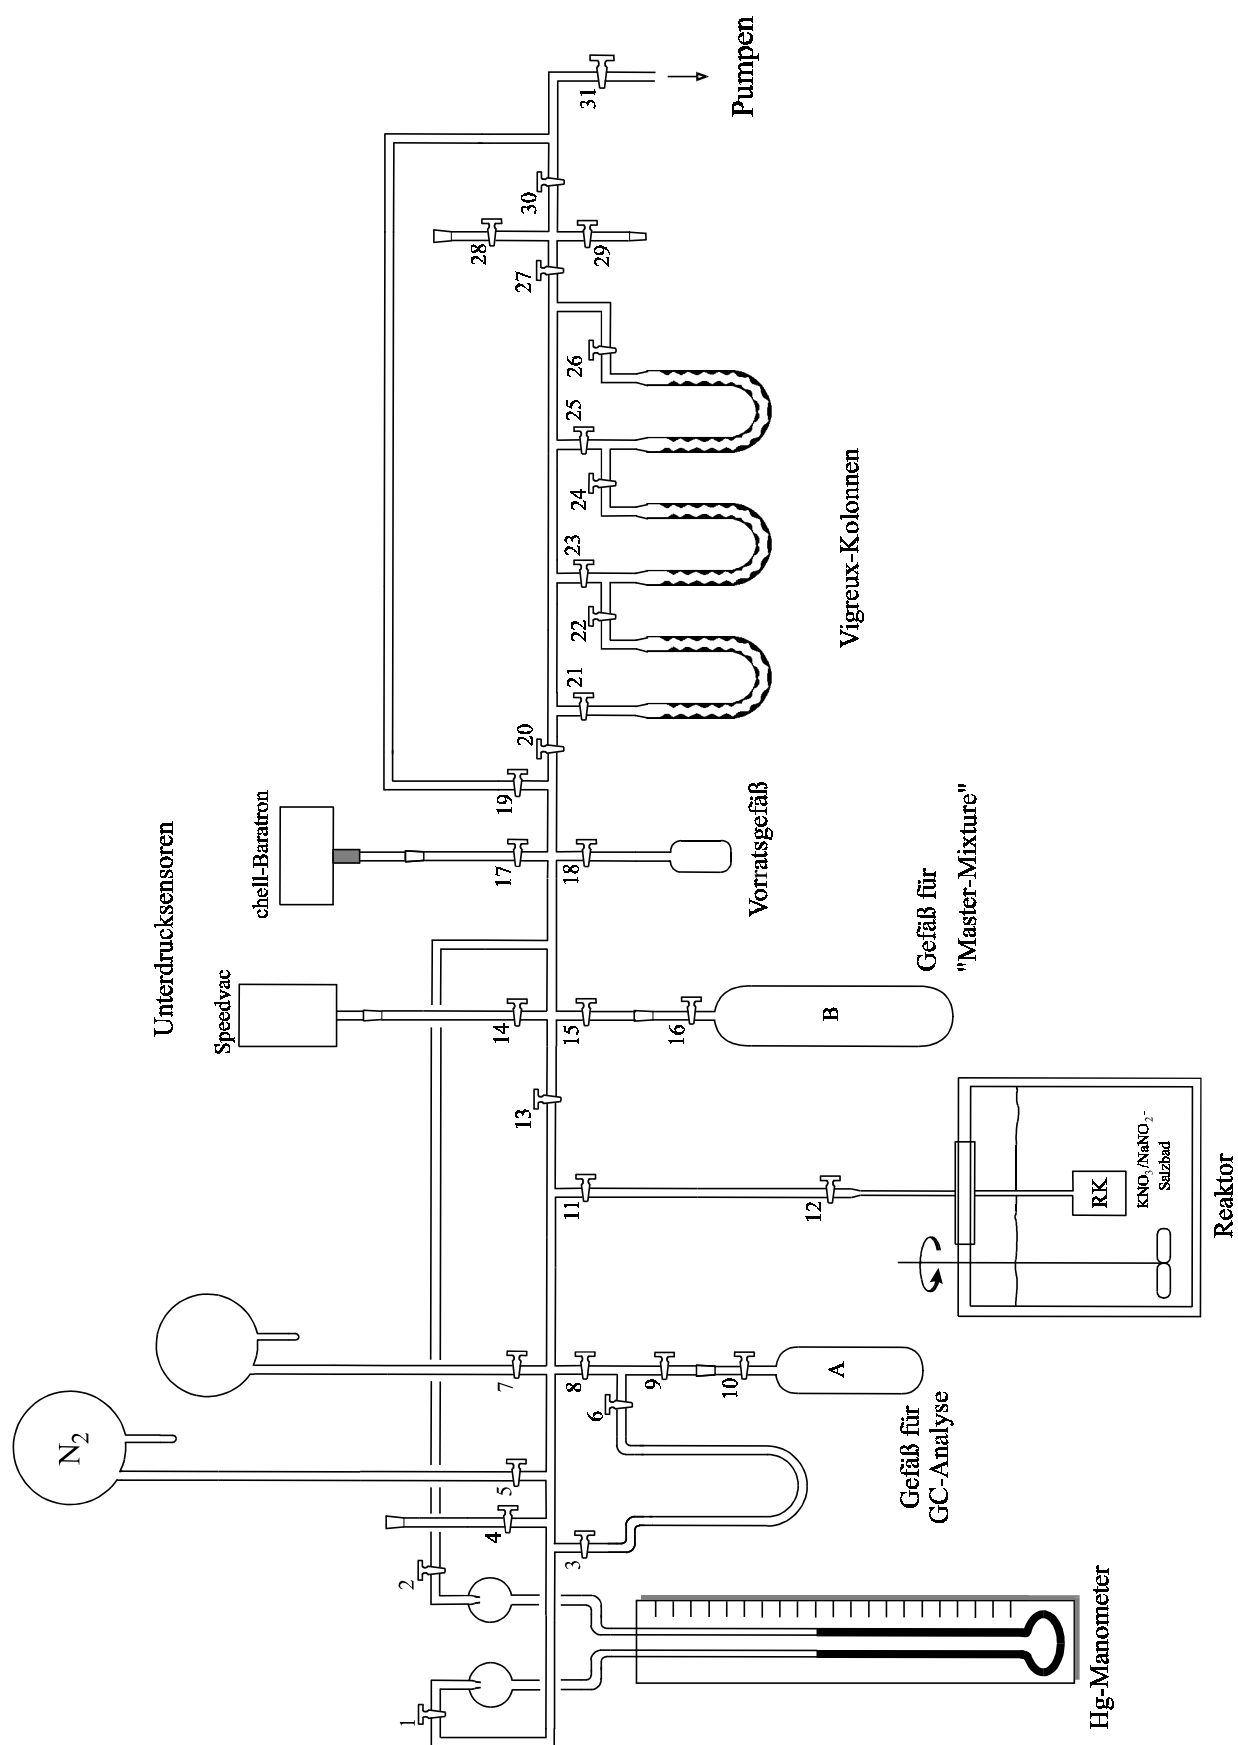 1
2
3
4
5
6
7
8
9
10
11
12
13
14
15
16
17
18
19
20
21
22
23
24
25
26
27
28
29
30
31
N2
Unterdrucksensoren
Speedvac
chell-Baratron
Hg-Manometer
Gefäß für
GC-Analyse
A
RK
KNO3/NaNO2-
Salzbad
Reaktor
B
Gefäß für
"Master-Mixture"
Vorratsgefäß
Vigreux-Kolonnen
Pumpen